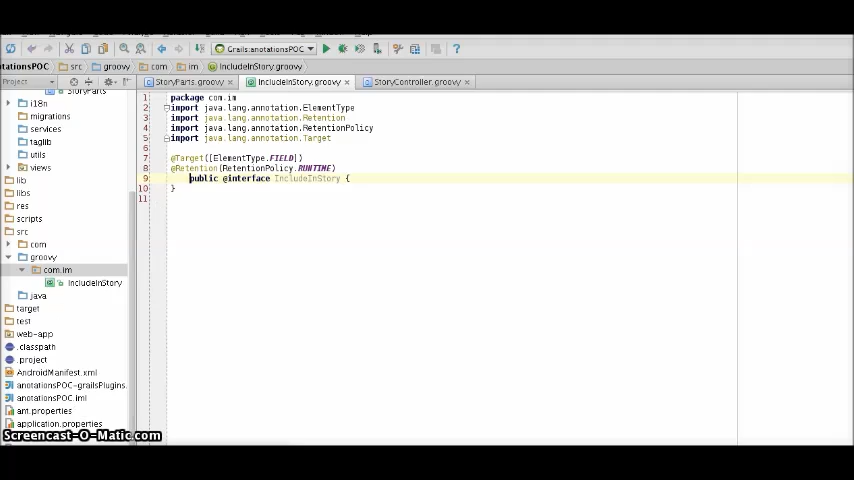 Grails:anotationsPOC
tationsPOC src groovy com im IncludeInStory.groovy
Project
StoryParts.groovy IncludeInStory.groovy StoryController.groovy
StoryParts
i18n
migrations
services
taglib
utils
views
lib
libs
res
scripts
src
com
groovy
com.im
IncludeInStory
java
target
test
web-app
.classpath
.project
AndroidManifest.xml
anotationsPOC-grailsPlugins.
anotationsPOC.iml
ant.properties
application.properties
1 package com.im
2 import java.lang.annotation.ElementType
3 import java.lang.annotation.Retention
4 import java.lang.annotation.RetentionPolicy
5 import java.lang.annotation.Target
6
7 @Target([ElementType.FIELD])
8 @Retention(RetentionPolicy.RUNTIME)
9 public @interface IncludeInStory {
10 }
11
Screencast-O-Matic.com